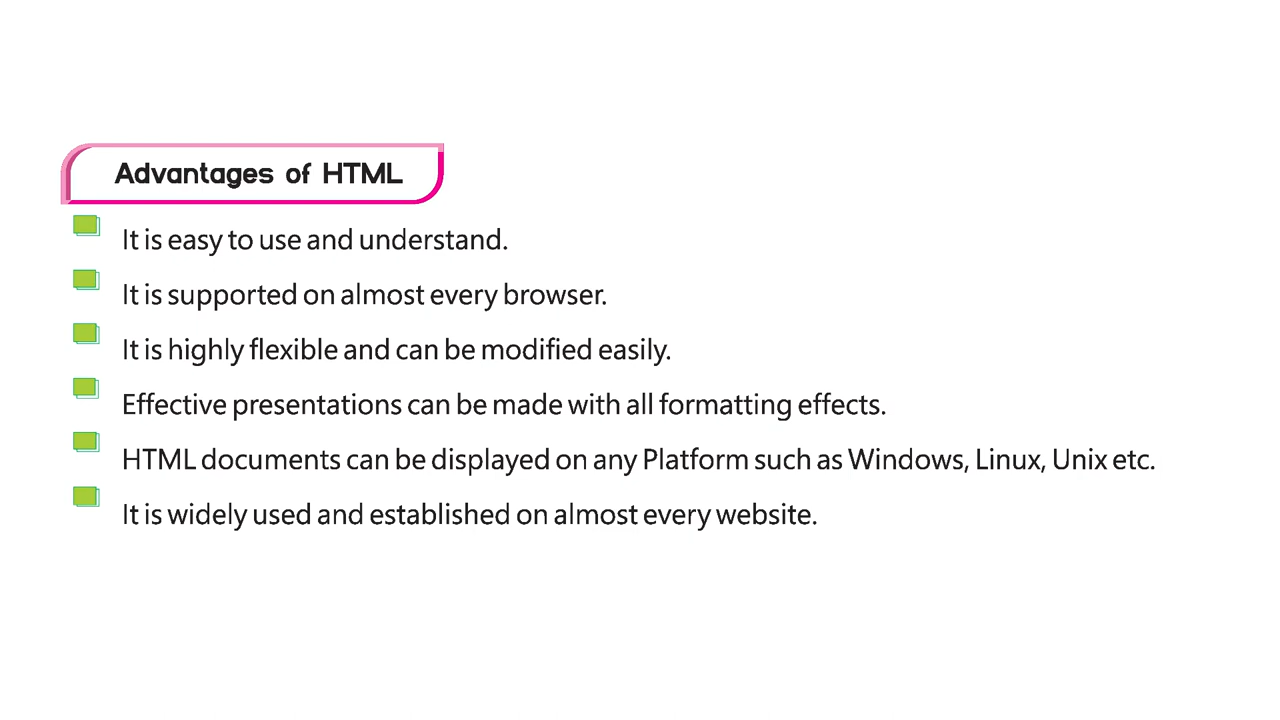 Advantages of HTML
It is easy to use and understand.
It is supported on almost every browser.
It is highly flexible and can be modified easily.
Effective presentations can be made with all formatting effects.
HTML documents can be displayed on any Platform such as Windows, Linux, Unix etc.
It is widely used and established on almost every website.